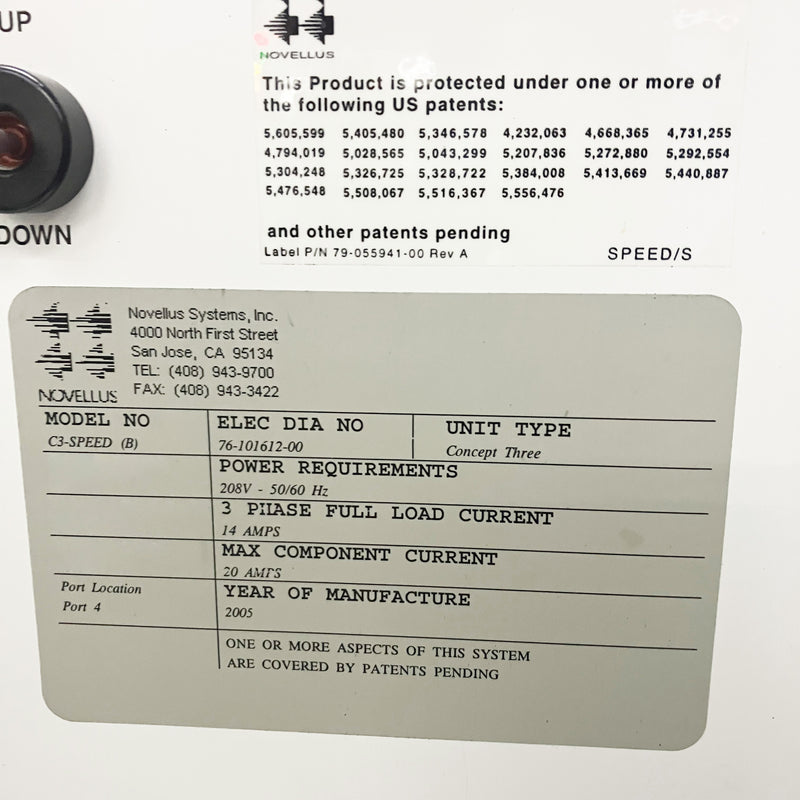 UP
DOWN
NOVELLUS
This Product is protected under one or more of
the following US patents:
5,605,599 5,405,480 5,346,578 4,232,063 4,668,365 4,731,255
4,794,019 5,028,565 5,043,299 5,207,836 5,272,880 5,292,554
5,304,248 5,326,725 5,328,722 5,384,008 5,413,669 5,440,887
5,476,548 5,508,067 5,516,367 5,556,476
and other patents pending
Label P/N 79-055941-00 Rev A SPEED/S
NOVELLUS
Novellus Systems, Inc.
4000 North First Street
San Jose, CA 95134
TEL: (408) 943-9700
FAX: (408) 943-3422
MODEL NO ELEC DIA NO UNIT TYPE
C3-SPEED (B) 76-101612-00 Concept Three
POWER REQUIREMENTS
208V - 50/60 Hz
3 PHASE FULL LOAD CURRENT
14 AMPS
MAX COMPONENT CURRENT
20 AMPS
Port Location YEAR OF MANUFACTURE
Port 4 2005
ONE OR MORE ASPECTS OF THIS SYSTEM
ARE COVERED BY PATENTS PENDING